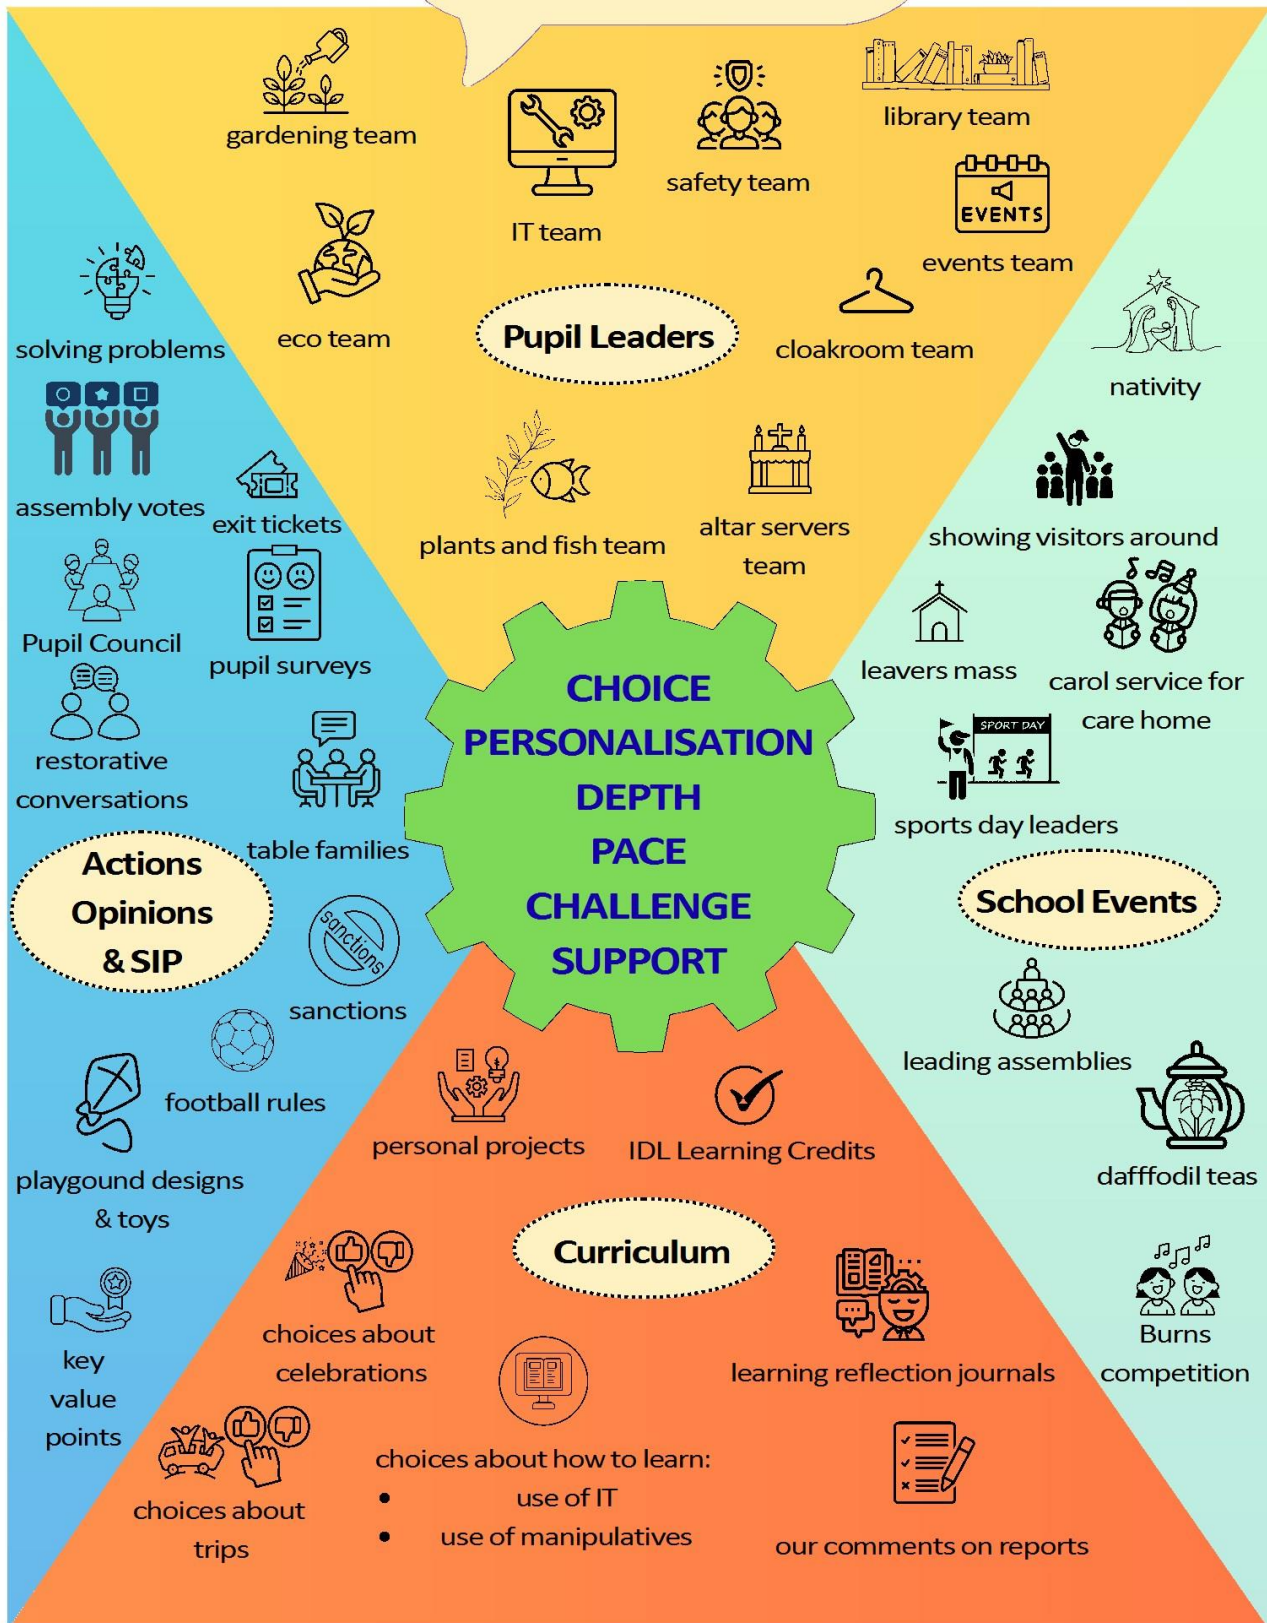 gardening team
IT team
safety team
library team
EVENTS
events team
eco team
Pupil Leaders
cloakroom team
plants and fish team
altar servers
team
solving problems
assembly votes
exit tickets
Pupil Council
pupil surveys
restorative
conversations
table families
Actions
Opinions
& SIP
sanctions
sanctions
football rules
playgound designs
& toys
key
value
points
CHOICE
PERSONALISATION
DEPTH
PACE
CHALLENGE
SUPPORT
nativity
showing visitors around
leavers mass
carol service for
care home
SPORT DAY
sports day leaders
School Events
leading assemblies
dafffodil teas
Burns
competition
personal projects
IDL Learning Credits
Curriculum
choices about
celebrations
learning reflection journals
choices about
trips
choices about how to learn:
• use of IT
• use of manipulatives
our comments on reports